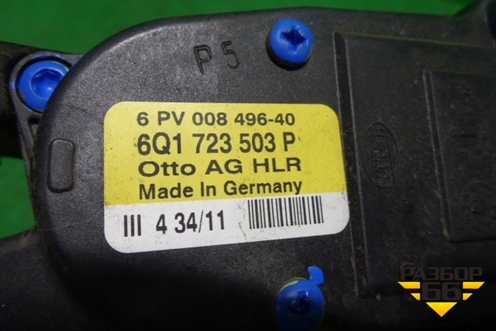 P5
6 PV 008 496-40
6Q1 723 503 P
Otto AG HLR
Made In Germany
III 4 34/11
РАЗБОР
66